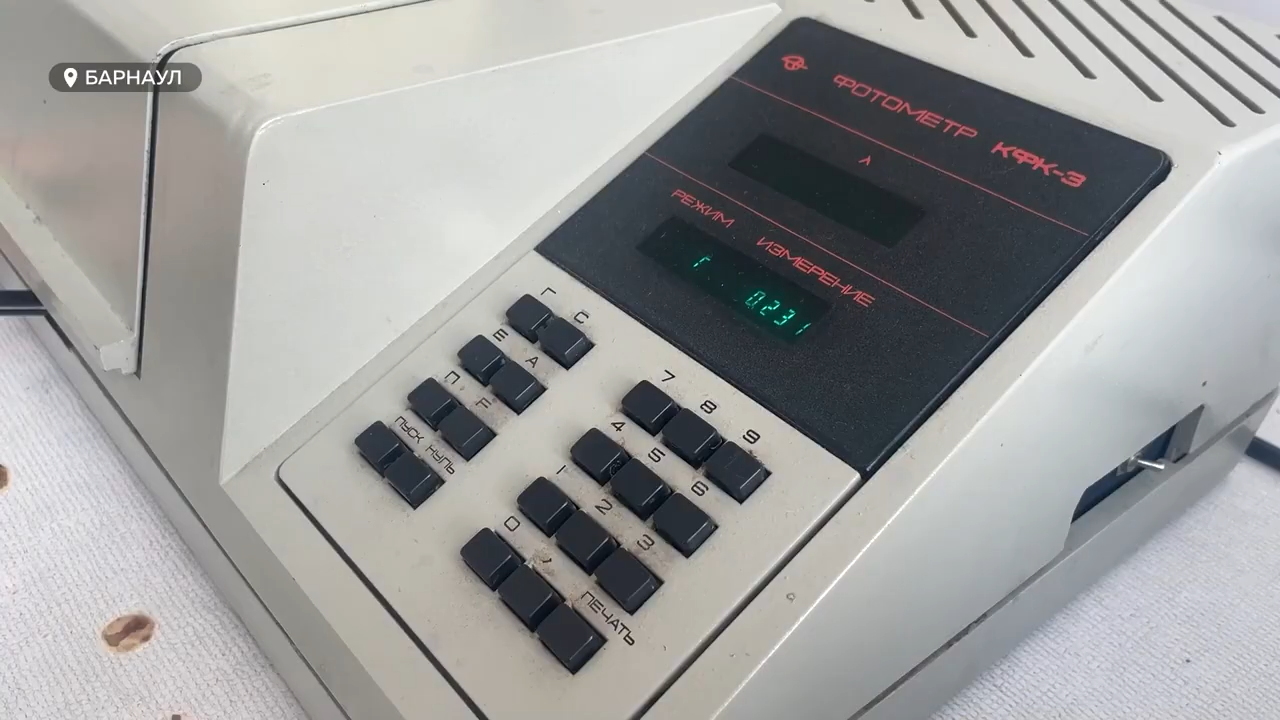 БАРНАУЛ
ФОТОМЕТР КФК-3
λ
РЕЖИМ ИЗМЕРЕНИЕ
Г 0.231
Г С
Е А
П F
ПУСК НУЛЬ
7 8 9
4 5 6
1 2 3
0 , ПЕЧАТЬ